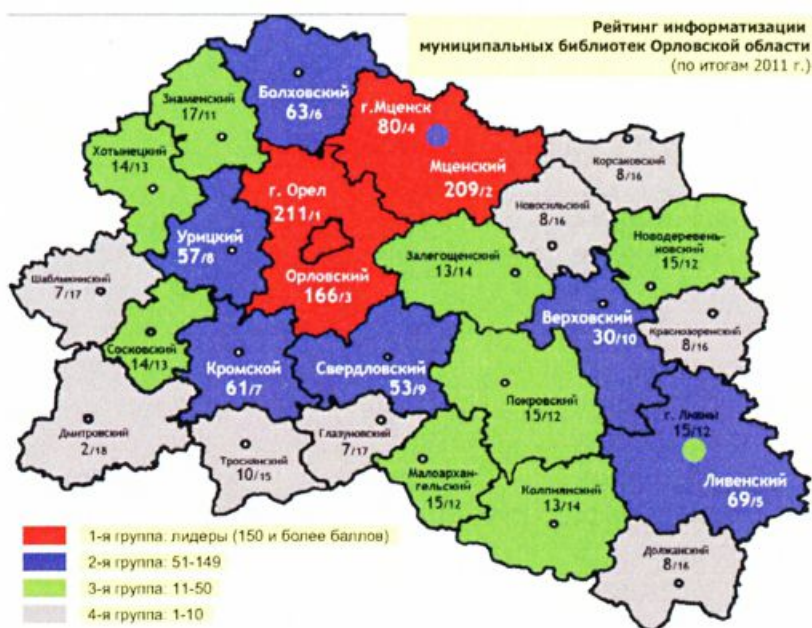 Рейтинг информатизации
муниципальных библиотек Орловской области
(по итогам 2011 г.)
Болховский
63/6
Знаменский
17/11
г.Мценск
80/4
Мценский
209/2
Корсаковский
8/16
Хотынецкий
14/13
г. Орел
211/1
Новосильский
8/16
Новодеревень-
ковский
15/12
Урицкий
57/8
Залегощенский
13/14
Шаблыкинский
7/17
Орловский
166/3
Верховский
30/10
Краснозоренский
8/16
Сосковский
14/13
Кромской
61/7
Свердловский
53/9
Покровский
15/12
Дмитровский
2/18
Троснянский
10/15
Глазуновский
7/17
Малоархан-
гельский
15/12
Колпнянский
13/14
г. Ливны
15/12
Ливенский
69/5
Должанский
8/16
1-я группа: лидеры (150 и более баллов)
2-я группа: 51-149
3-я группа: 11-50
4-я группа: 1-10